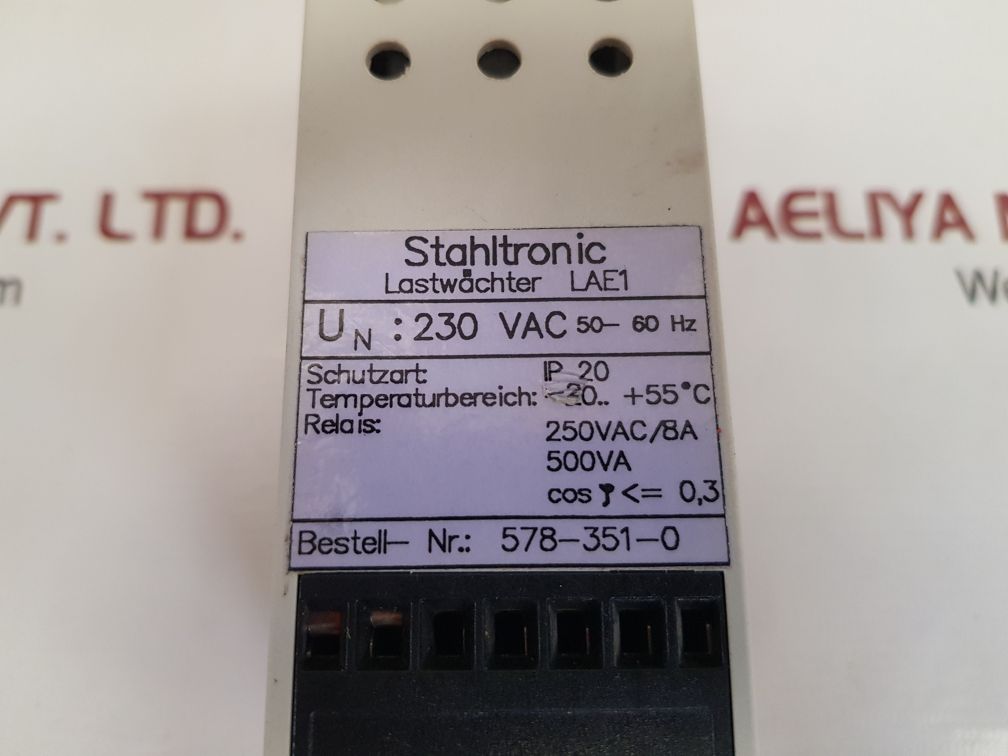 VT. LTD.
AELIYA
Stahltronic
Lastwächter LAE1
UN : 230 VAC 50- 60 Hz
Schutzart: IP 20
Temperaturbereich: -20.. +55°C
Relais: 250VAC/8A
500VA
cos φ <= 0,3
Bestell- Nr.: 578-351-0